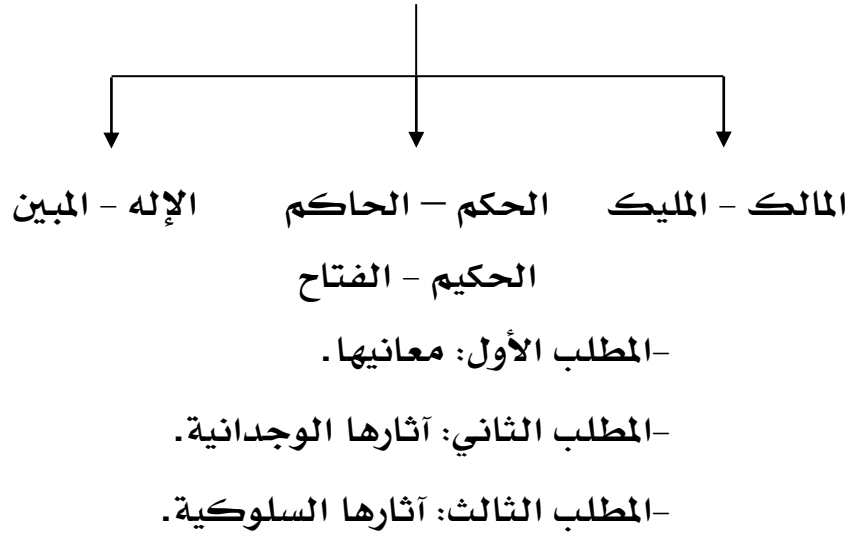 المالك - المليك الحكم – الحاكم الإله - المبين
الحكيم - الفتاح
-المطلب الأول: معانيها.
-المطلب الثاني: آثارها الوجدانية.
-المطلب الثالث: آثارها السلوكية.